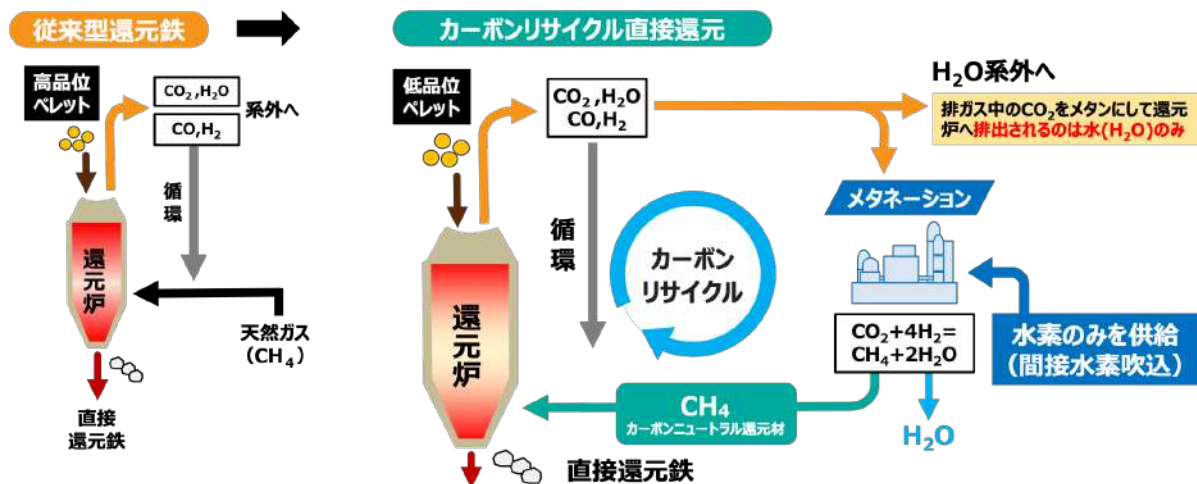 従来型還元鉄
高品位
ペレット
CO₂,H₂O
CO,H₂
系外へ
循環
還元炉
天然ガス
(CH₄)
直接
還元鉄
カーボンリサイクル直接還元
低品位
ペレット
CO₂,H₂O
CO,H₂
H₂O系外へ
排ガス中のCO₂をメタンにして還元
炉へ排出されるのは水(H₂O)のみ
循環
カーボン
リサイクル
メタネーション
還元炉
CO₂+4H₂=
CH₄+2H₂O
水素のみを供給
(間接水素吹込)
CH₄
カーボンニュートラル還元材
H₂O
直接還元鉄